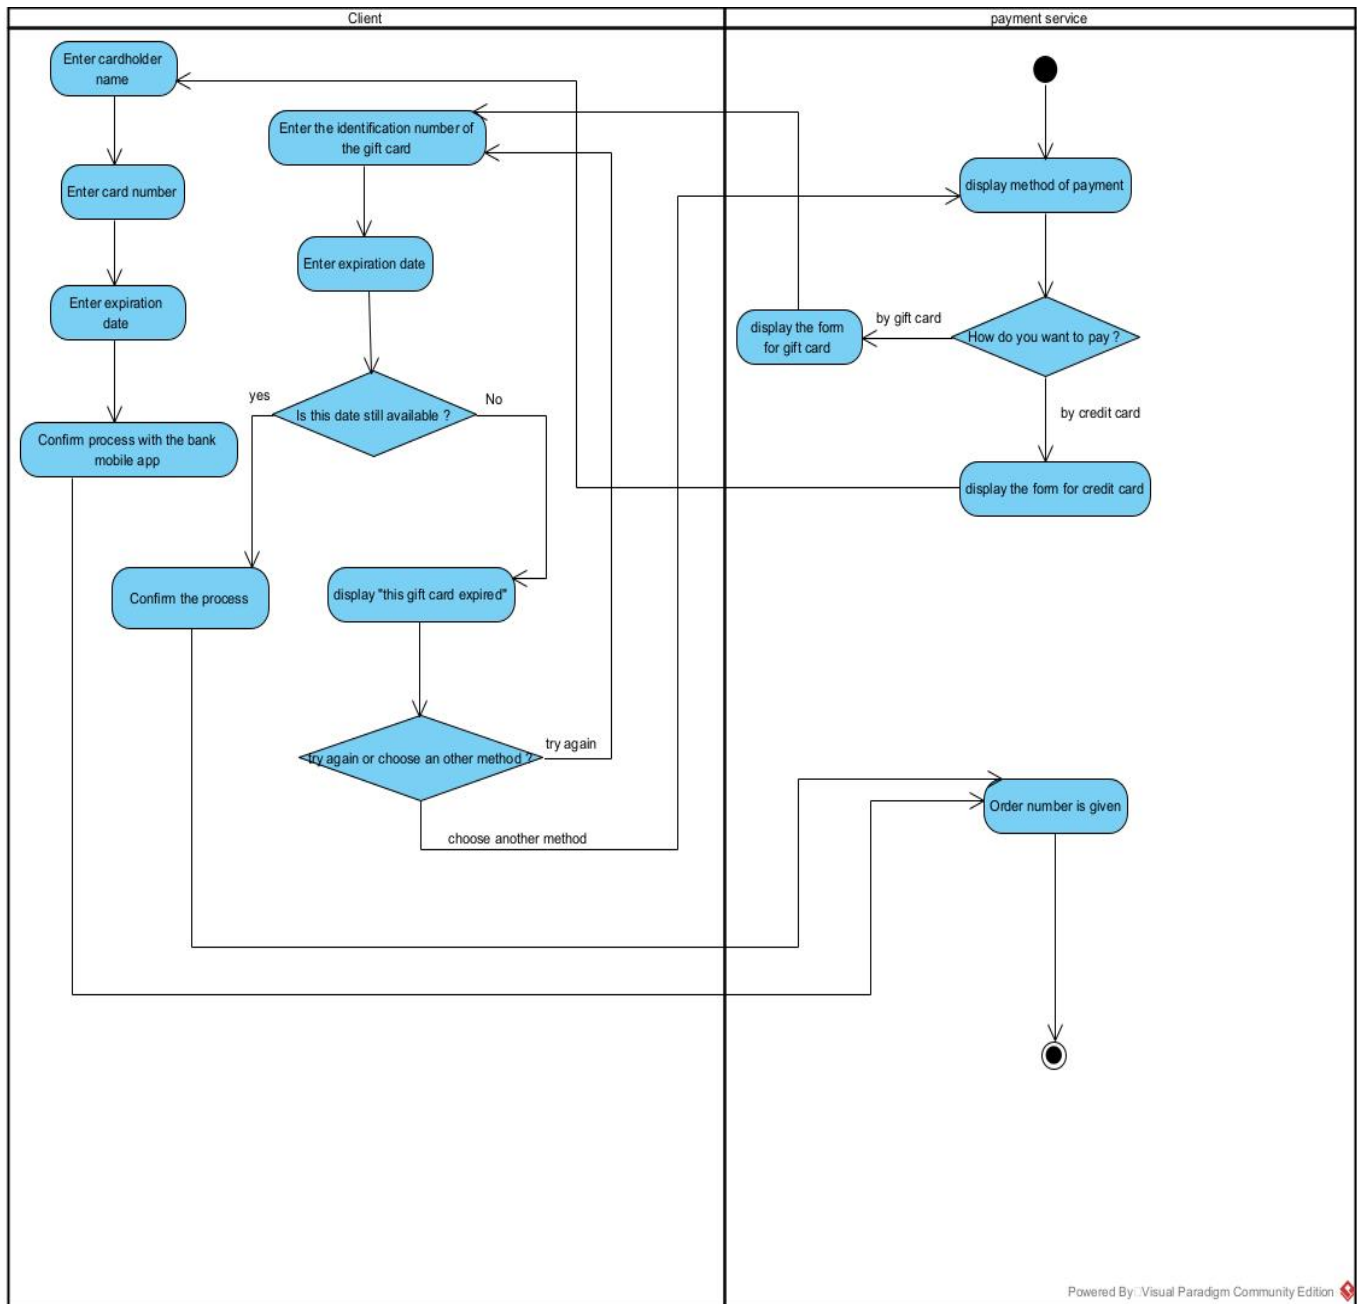 Client
payment service
Enter cardholder
name
Enter the identification number of
the gift card
Enter card number
display method of payment
Enter expiration date
Enter expiration
date
by gift card
display the form
for gift card
How do you want to pay ?
yes
No
Is this date still available ?
by credit card
Confirm process with the bank
mobile app
display the form for credit card
Confirm the process
display "this gift card expired"
try again
try again or choose an other method ?
choose another method
Order number is given
Powered By Visual Paradigm Community Edition